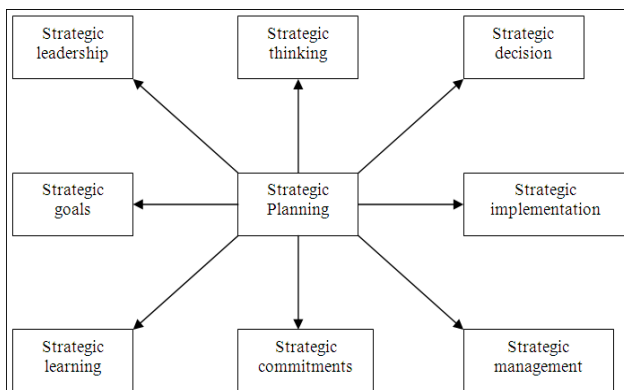 Strategic
leadership
Strategic
thinking
Strategic
decision
Strategic
goals
Strategic
Planning
Strategic
implementation
Strategic
learning
Strategic
commitments
Strategic
management